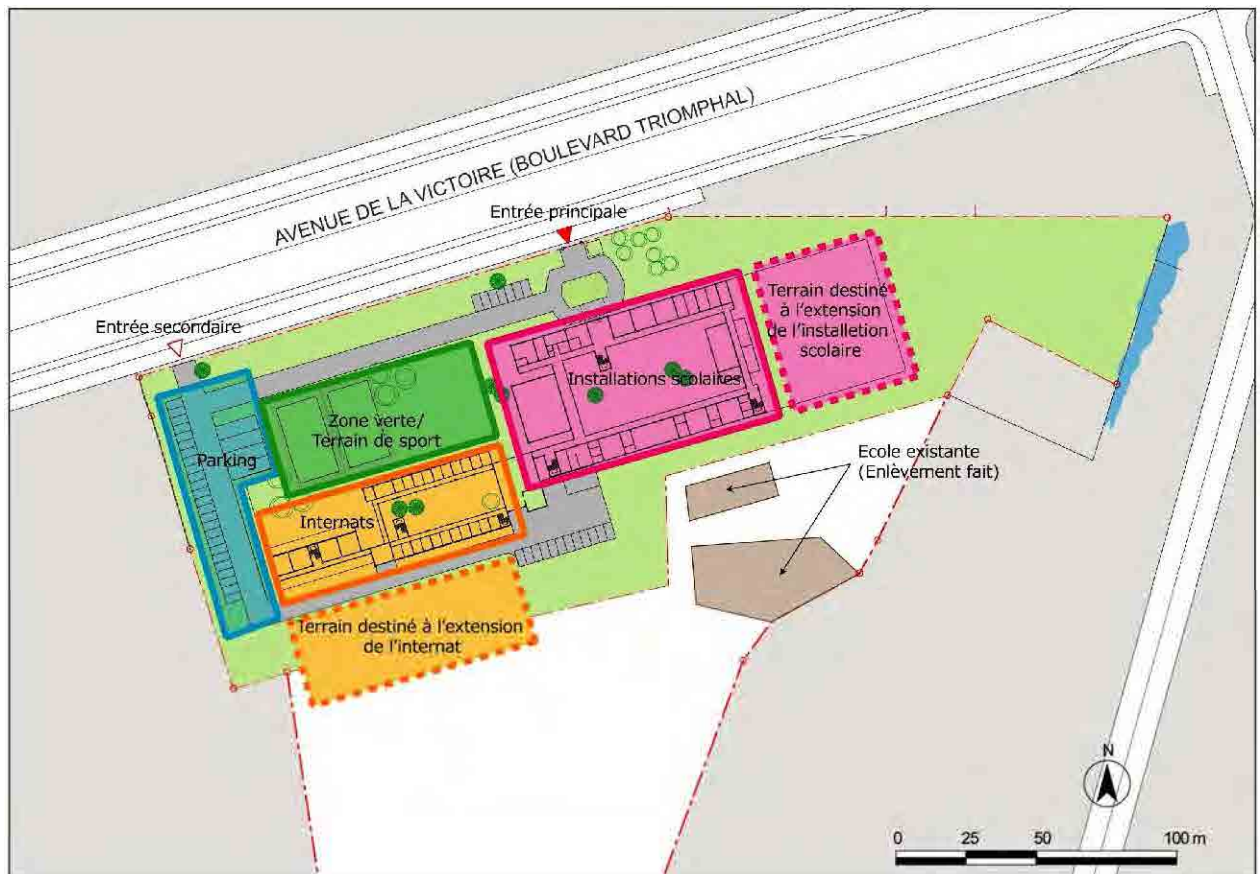 AVENUE DE LA VICTOIRE (BOULEVARD TRIOMPHAL)
Entrée principale
Entrée secondaire
Terrain destiné
à l'extension
de l'installetion
scolaire
Installations scolaires
Zone verte/
Terrain de sport
Parking
Ecole existante
(Enlèvement fait)
Internats
Terrain destiné à l'extension
de l'internat
N
0 25 50 100 m